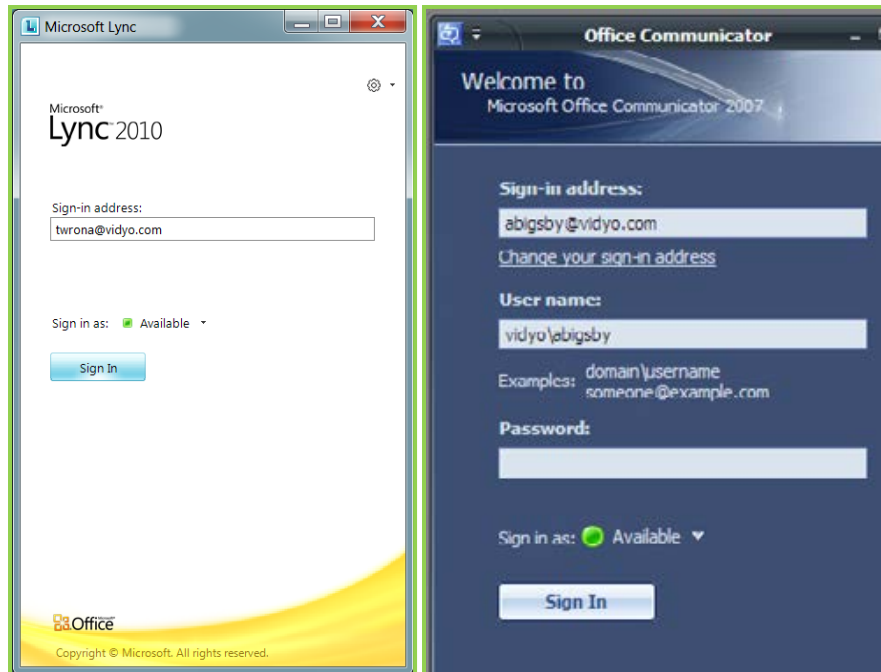 Microsoft Lync
Microsoft®
Lync™ 2010
Sign-in address:
twrona@vidyo.com
Sign in as: Available
Sign In
Microsoft®
Office
Copyright © Microsoft. All rights reserved.
Office Communicator
Welcome to
Microsoft Office Communicator 2007
Sign-in address:
abigsby@vidyo.com
Change your sign-in address
User name:
vidyo\abigsby
Examples: domain\username
someone@example.com
Password:
Sign in as: Available
Sign In